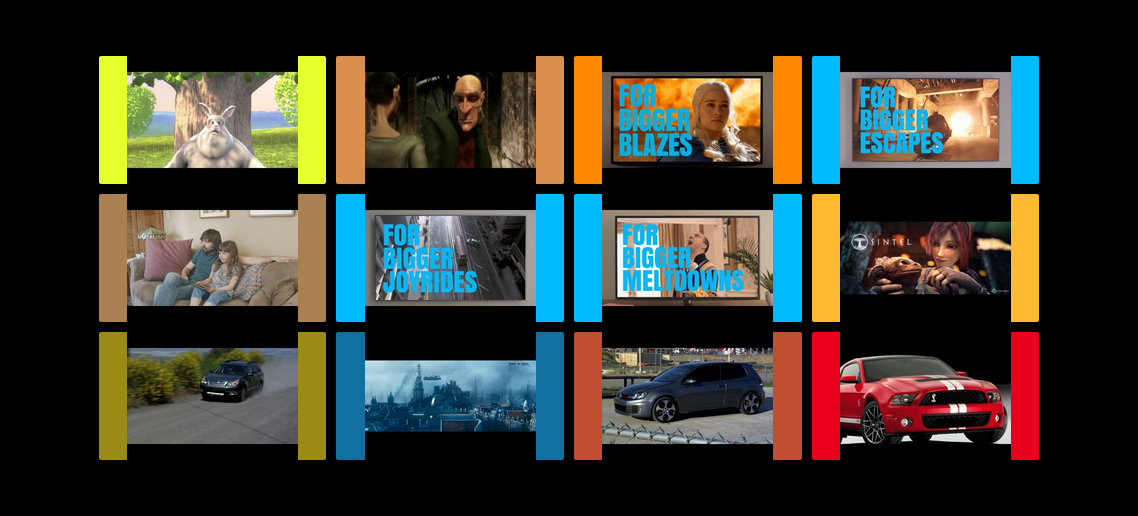 FOR
BIGGER
BLAZES
FOR
BIGGER
ESCAPES
FOR
BIGGER
JOYRIDES
FOR
BIGGER
MELTDOWNS
SINTEL